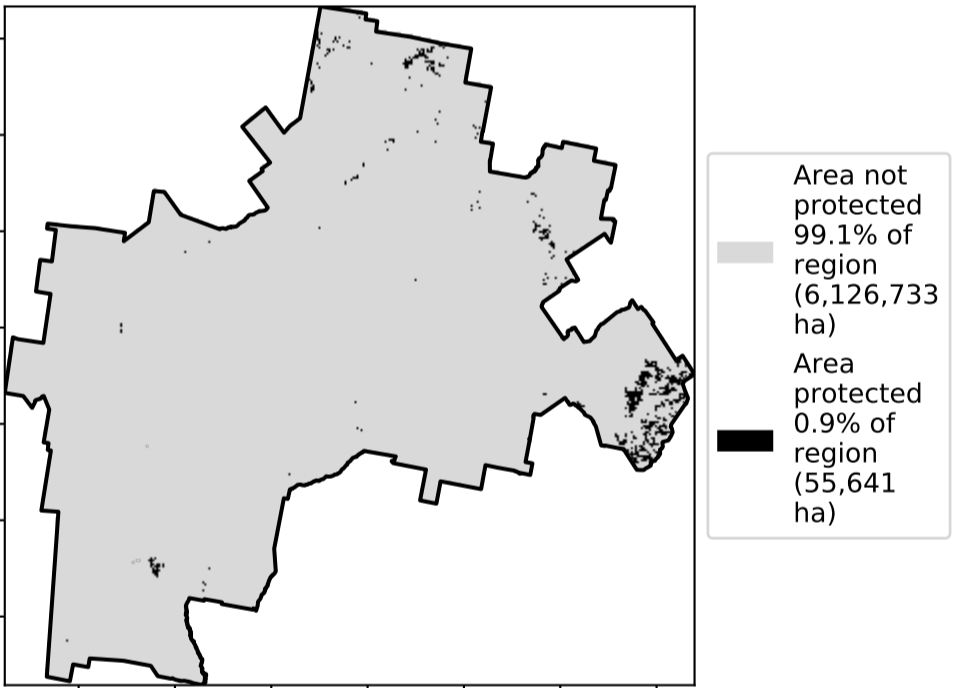 Area not
protected
99.1% of
region
(6,126,733
ha)
Area
protected
0.9% of
region
(55,641
ha)